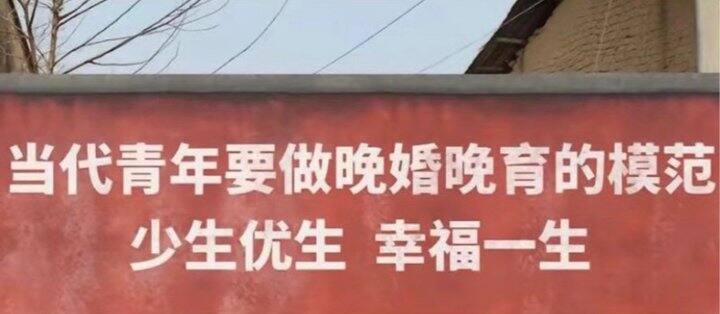 当代青年要做晚婚晚育的模范
少生优生 幸福一生